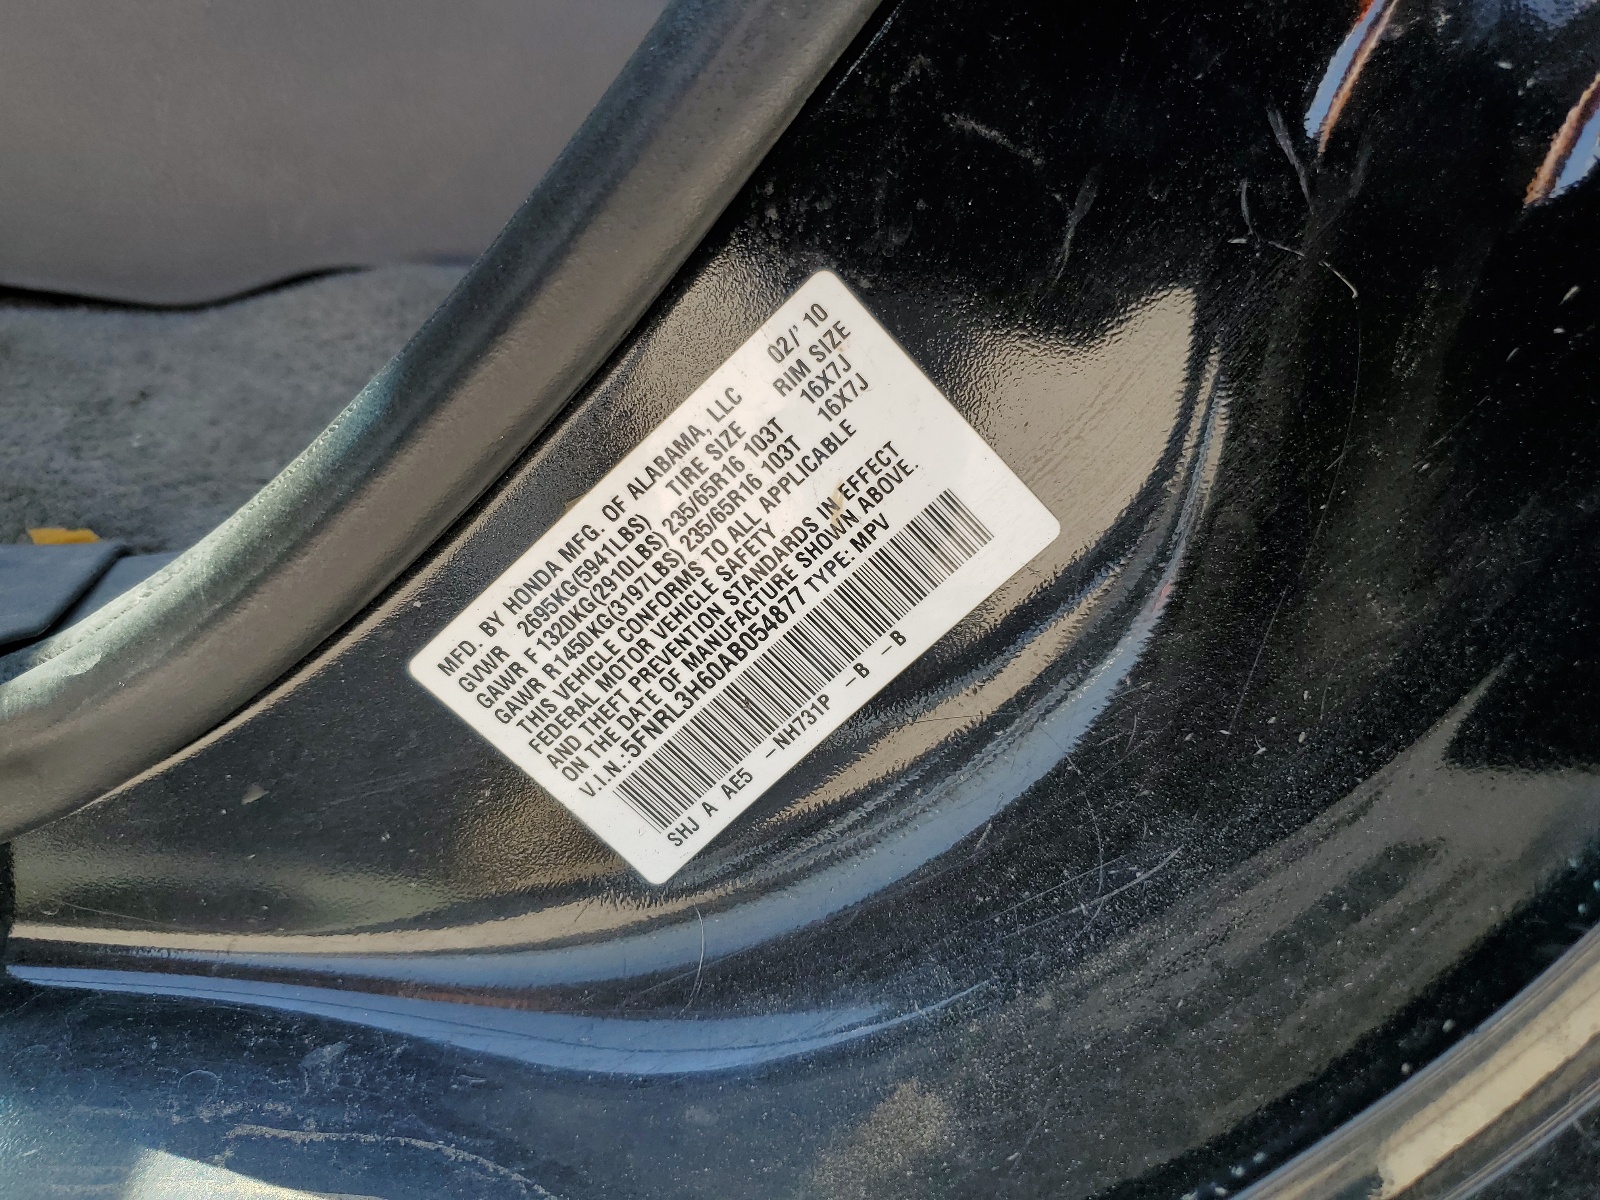 MFD. BY HONDA MFG. OF ALABAMA, LLC 02/' 10
GVWR 2695KG(5941LBS) TIRE SIZE RIM SIZE
GAWR F 1320KG(2910LBS) 235/65R16 103T 16X7J
GAWR R1450KG(3197LBS) 235/65R16 103T 16X7J
THIS VEHICLE CONFORMS TO ALL APPLICABLE
FEDERAL MOTOR VEHICLE SAFETY
AND THEFT PREVENTION STANDARDS IN EFFECT
ON THE DATE OF MANUFACTURE SHOWN ABOVE.
V.I.N.:5FNRL3H60AB054877 TYPE: MPV
SHJ A AE5 –NH731P –B –B